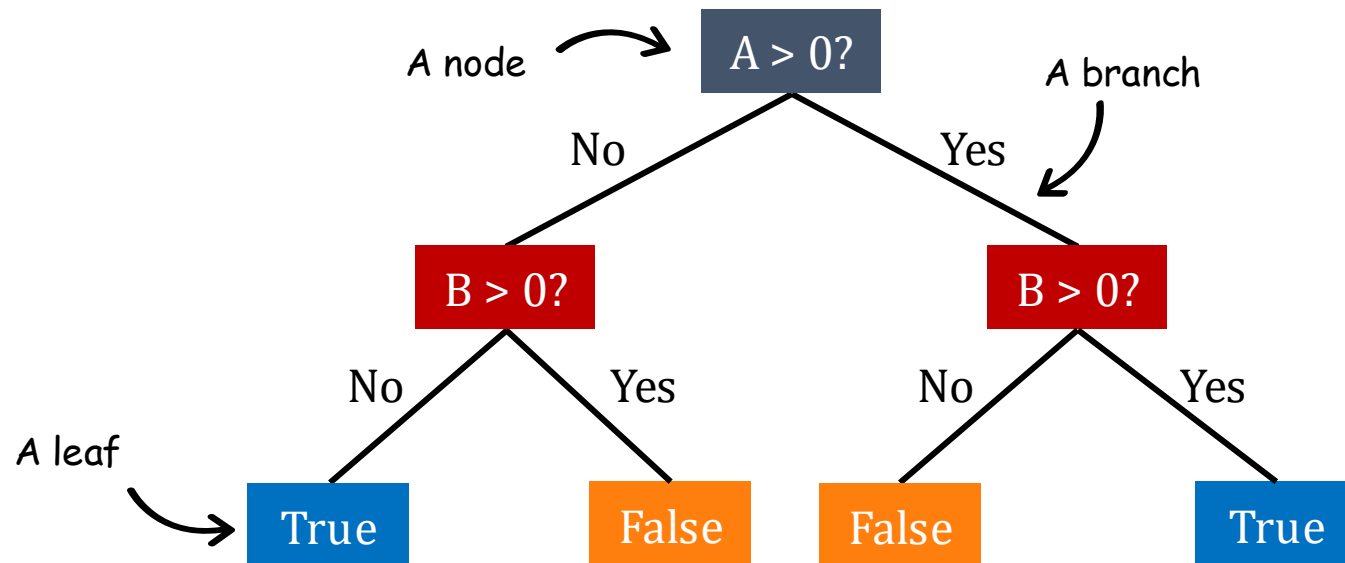 A node
A > 0?
A branch
No
Yes
B > 0?
B > 0?
No
Yes
No
Yes
A leaf
True
False
False
True